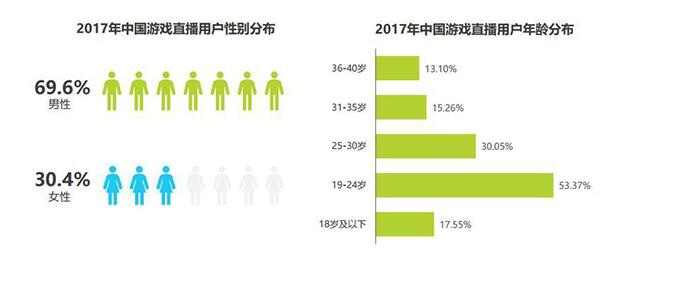 2017年中国游戏直播用户性别分布
69.6%
男性
30.4%
女性
2017年中国游戏直播用户年龄分布
36-40岁 13.10%
31-35岁 15.26%
25-30岁 30.05%
19-24岁 53.37%
18岁及以下 17.55%